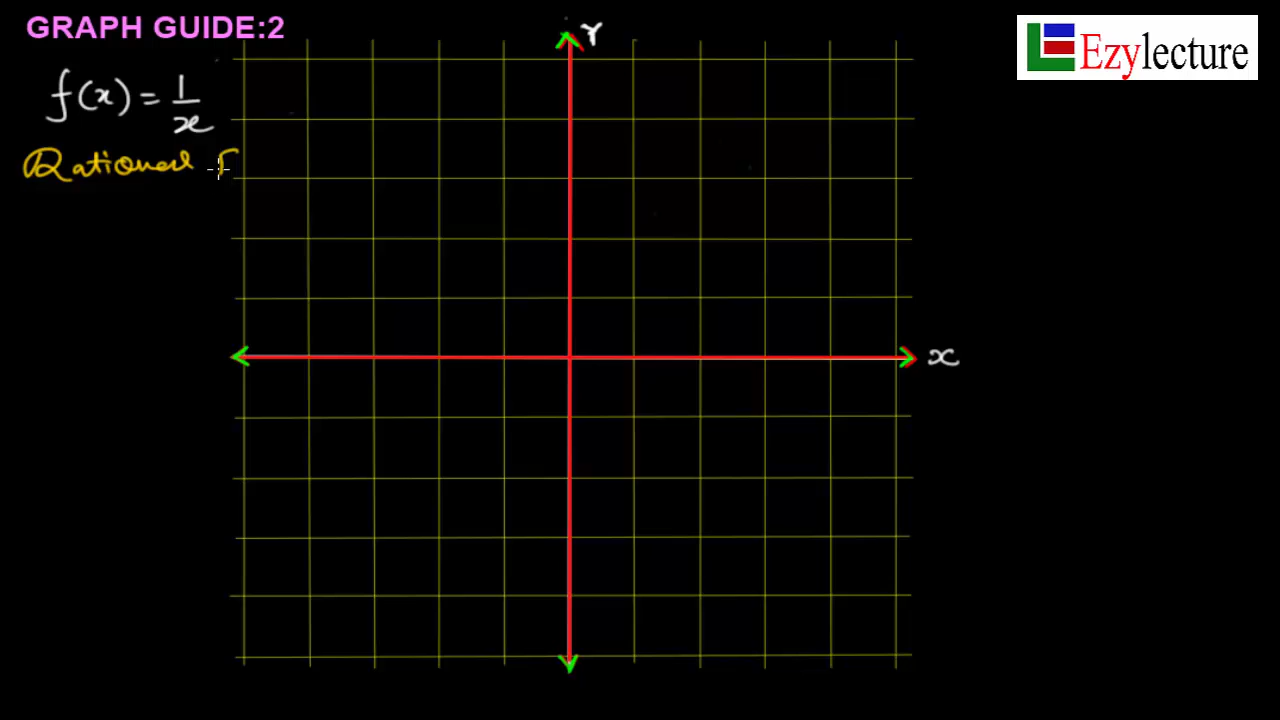 GRAPH GUIDE:2
Ezylecture
f(x) = 1/x
Rational F
Y
x